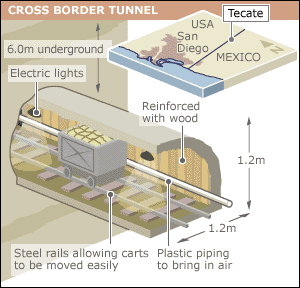 CROSS BORDER TUNNEL
Tecate
USA
San
Diego
MEXICO
N
6.0m underground
Electric lights
Reinforced
with wood
1.2m
1.2m
Steel rails allowing carts
to be moved easily
Plastic piping
to bring in air